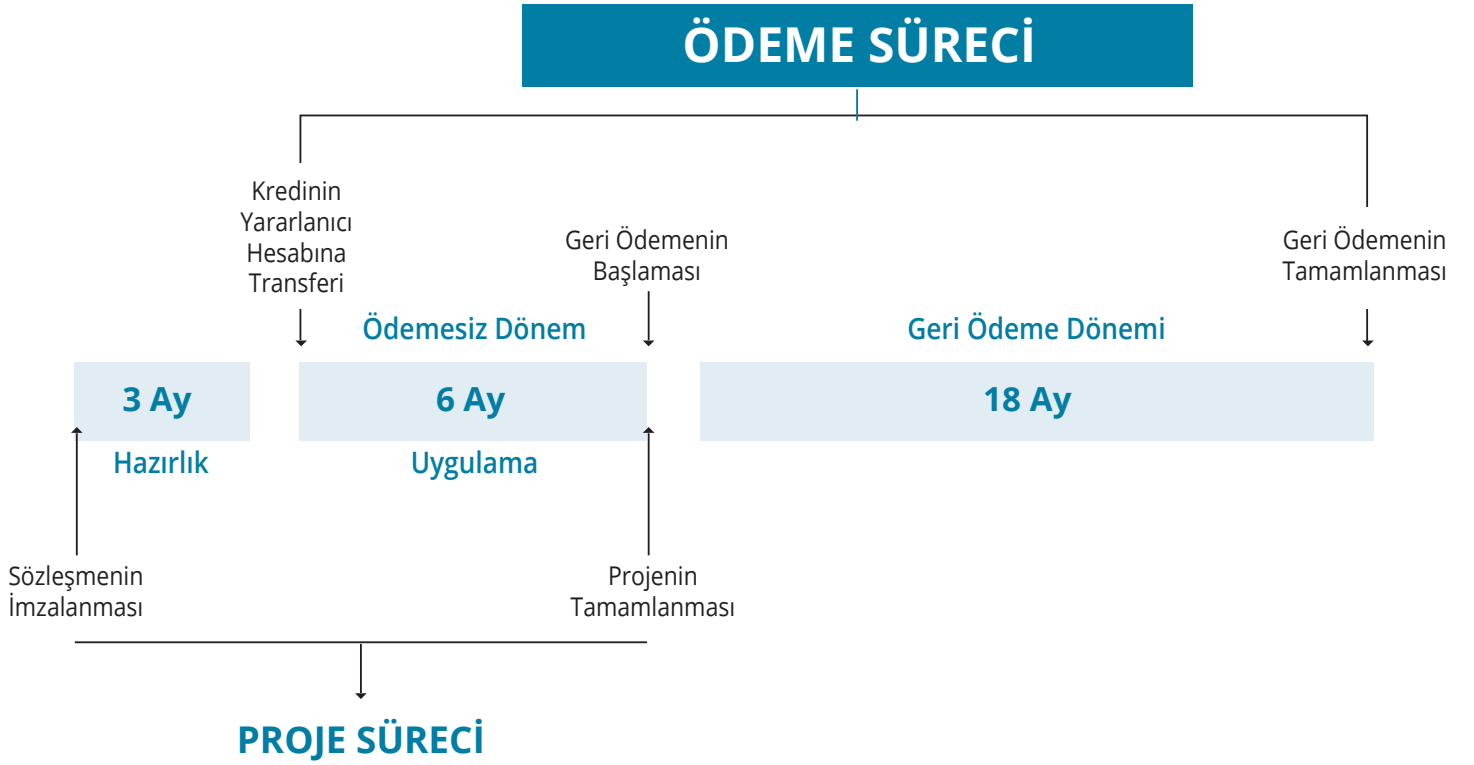 ÖDEME SÜRECİ
Kredinin
Yararlanıcı
Hesabına
Transferi
Geri Ödemenin
Başlaması
Geri Ödemenin
Tamamlanması
Ödemesiz Dönem
Geri Ödeme Dönemi
3 Ay
6 Ay
18 Ay
Hazırlık
Uygulama
Sözleşmenin
İmzalanması
Projenin
Tamamlanması
PROJE SÜRECİ